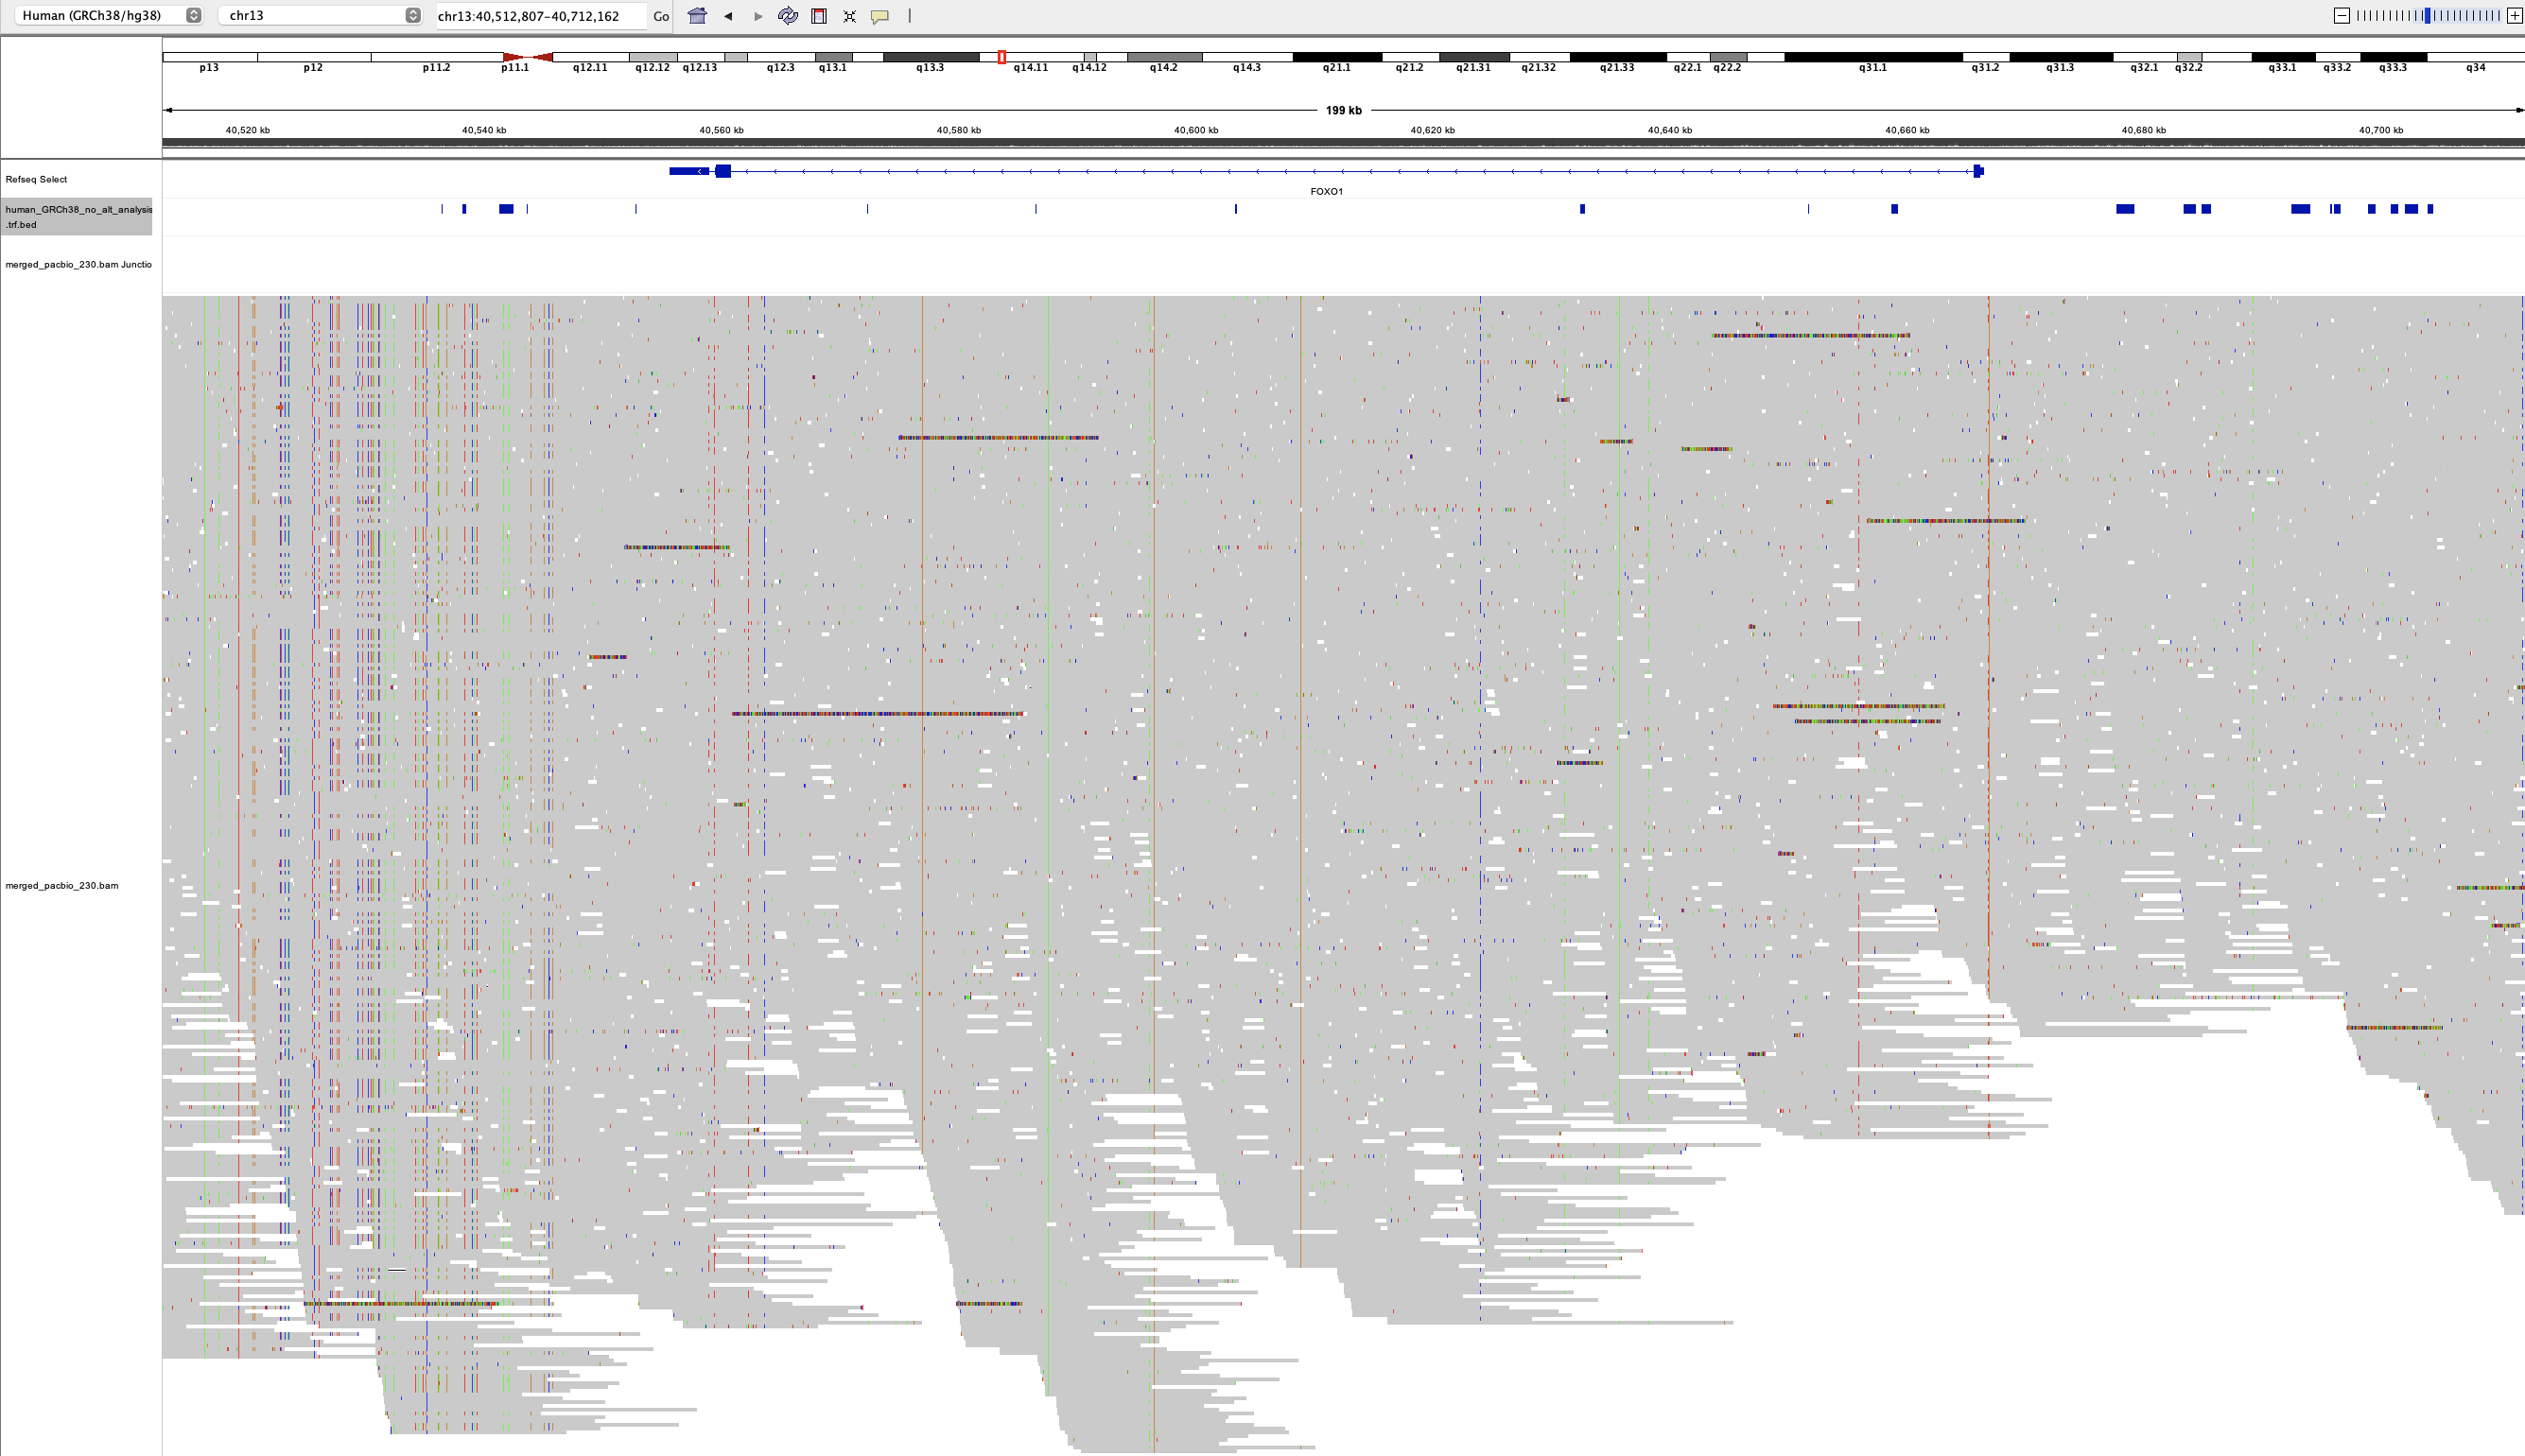 Human (GRCh38/hg38) chr13 chr13:40,512,807-40,712,162 Go
p13 p12 p11.2 p11.1 q12.11 q12.12 q12.13 q12.3 q13.1 q13.3 q14.11 q14.12 q14.2 q14.3 q21.1 q21.2 q21.31 q21.32 q21.33 q22.1 q22.2 q31.1 q31.2 q31.3 q32.1 q32.2 q33.1 q33.2 q33.3 q34
199 kb
40,520 kb 40,540 kb 40,560 kb 40,580 kb 40,600 kb 40,620 kb 40,640 kb 40,660 kb 40,680 kb 40,700 kb
Refseq Select
FOXO1
human_GRCh38_no_alt_analysis
.trf.bed
merged_pacbio_230.bam Junctio
merged_pacbio_230.bam